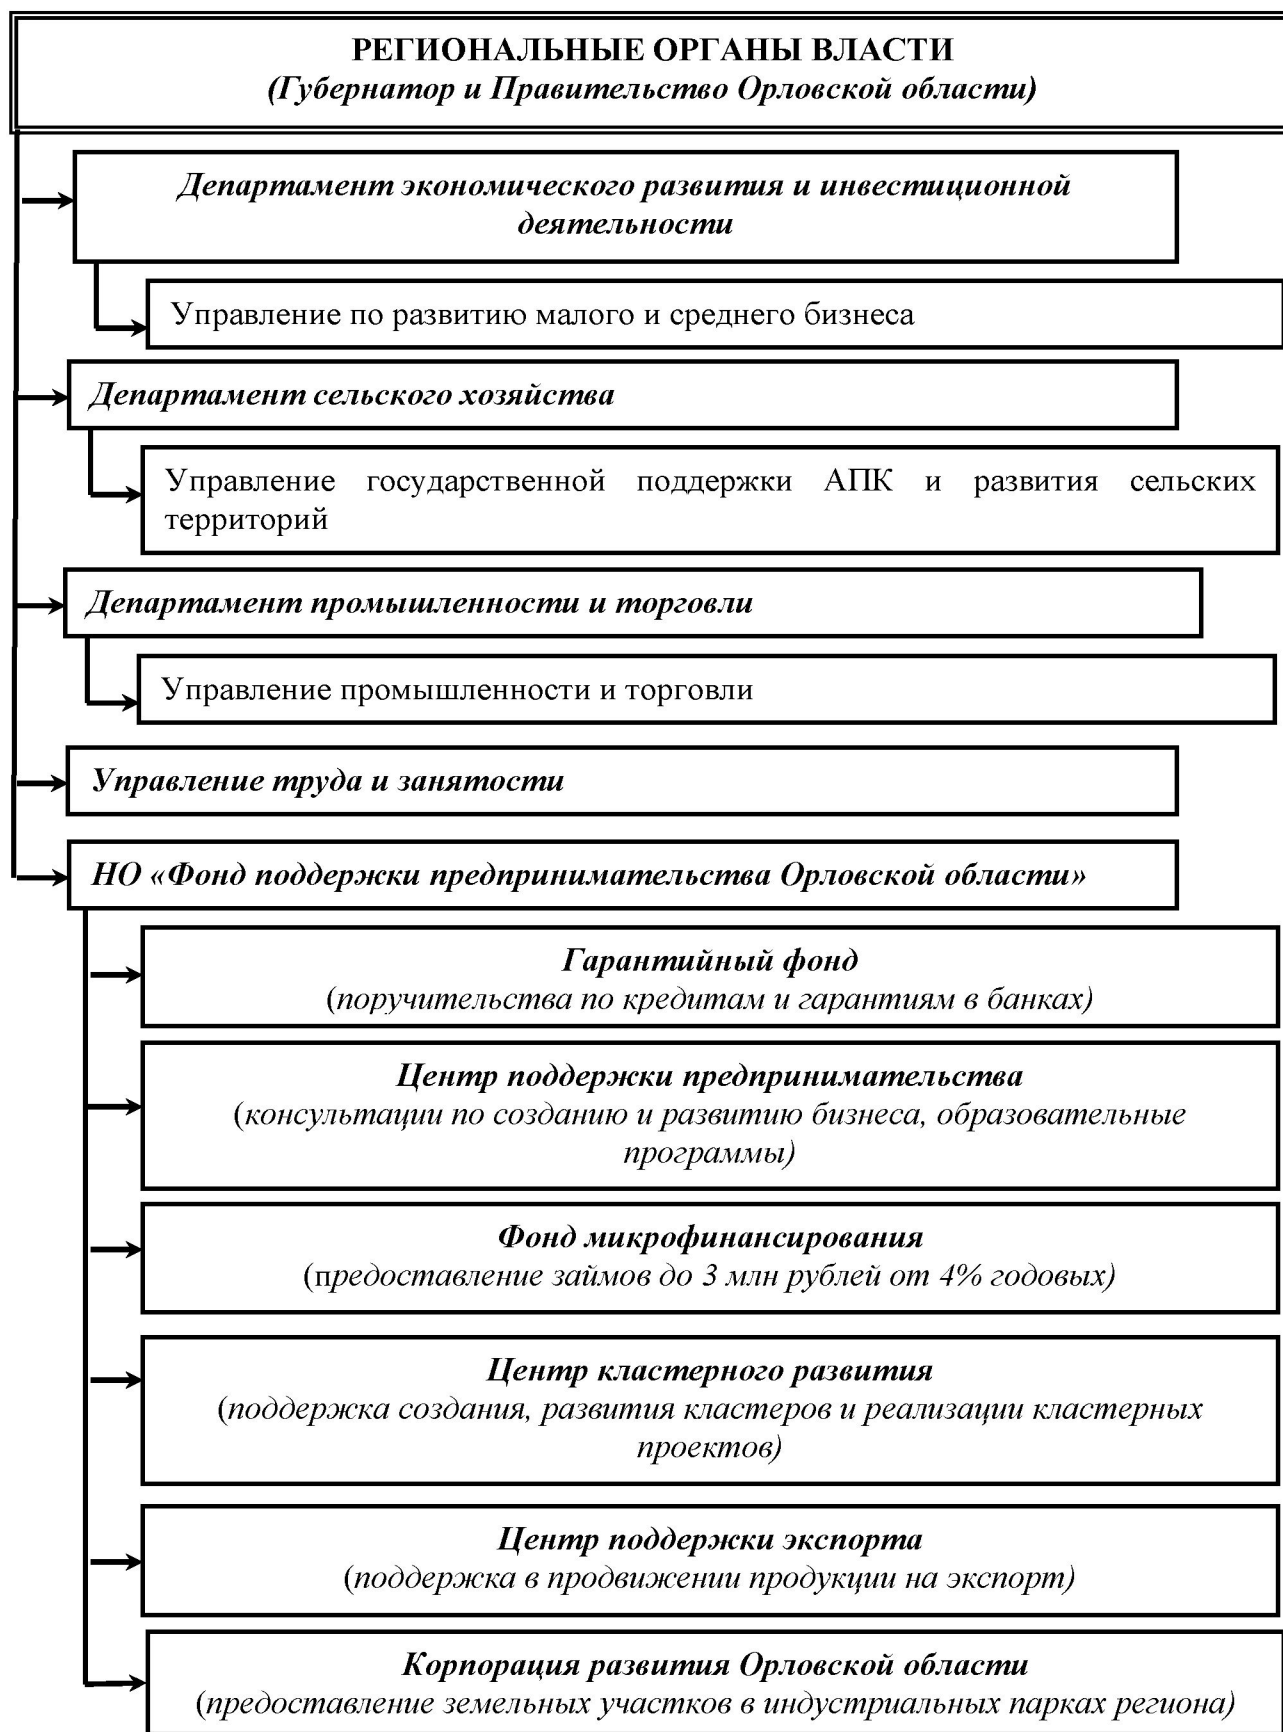 РЕГИОНАЛЬНЫЕ ОРГАНЫ ВЛАСТИ
(Губернатор и Правительство Орловской области)
Департамент экономического развития и инвестиционной
деятельности
Управление по развитию малого и среднего бизнеса
Департамент сельского хозяйства
Управление государственной поддержки АПК и развития сельских
территорий
Департамент промышленности и торговли
Управление промышленности и торговли
Управление труда и занятости
НО «Фонд поддержки предпринимательства Орловской области»
Гарантийный фонд
(поручительства по кредитам и гарантиям в банках)
Центр поддержки предпринимательства
(консультации по созданию и развитию бизнеса, образовательные
программы)
Фонд микрофинансирования
(предоставление займов до 3 млн рублей от 4% годовых)
Центр кластерного развития
(поддержка создания, развития кластеров и реализации кластерных
проектов)
Центр поддержки экспорта
(поддержка в продвижении продукции на экспорт)
Корпорация развития Орловской области
(предоставление земельных участков в индустриальных парках региона)